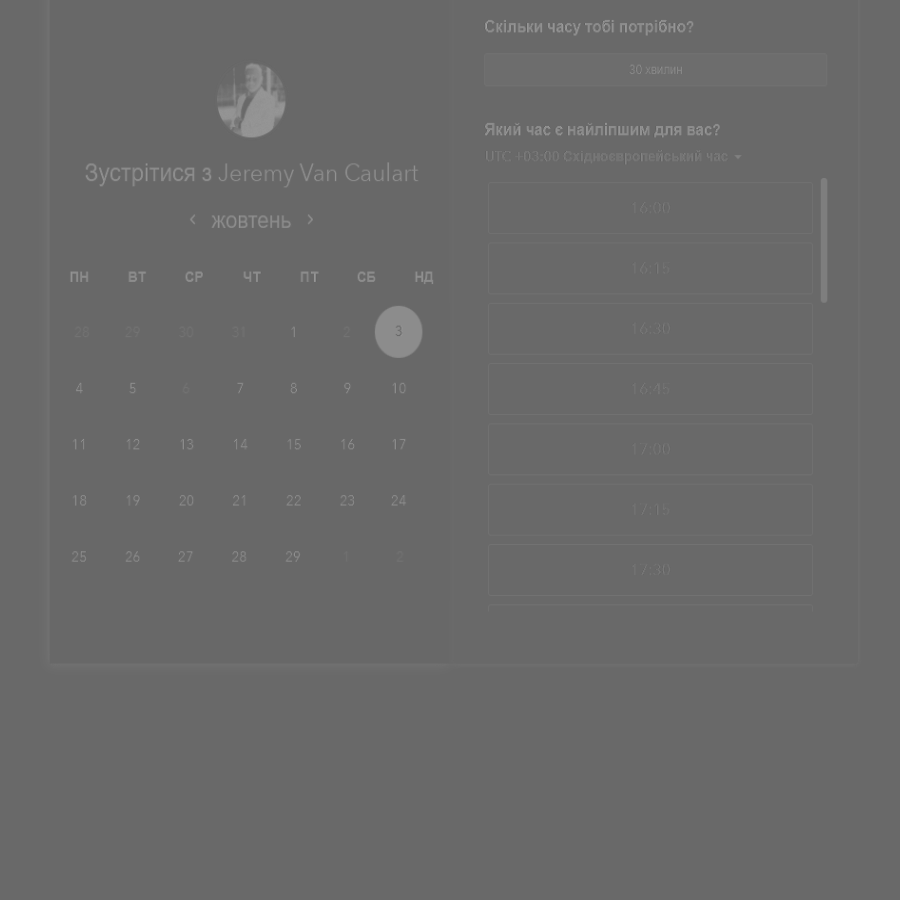 Зустрітися з Jeremy Van Caulart
‹ жовтень ›
ПН ВТ СР ЧТ ПТ СБ НД
28 29 30 31 1 2 3
4 5 6 7 8 9 10
11 12 13 14 15 16 17
18 19 20 21 22 23 24
25 26 27 28 29 1 2
Скільки часу тобі потрібно?
30 хвилин
Який час є найліпшим для вас?
UTC +03:00 Східноєвропейський час
16:00
16:15
16:30
16:45
17:00
17:15
17:30